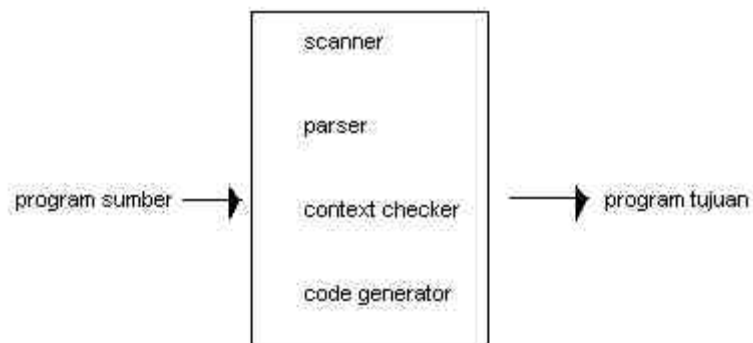 scanner
parser
program sumber
context checker
program tujuan
code generator